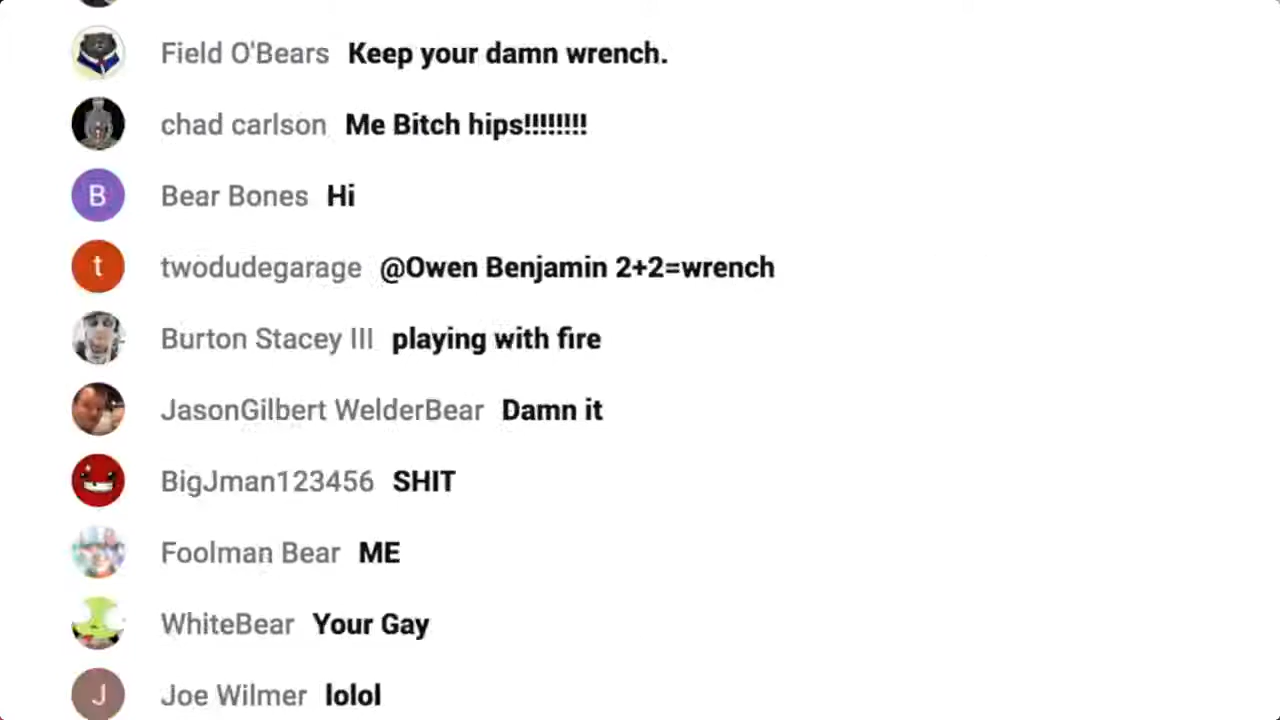 Field O'Bears Keep your damn wrench.
chad carlson Me Bitch hips!!!!!!!!
B Bear Bones Hi
t twodudegarage @Owen Benjamin 2+2=wrench
Burton Stacey III playing with fire
JasonGilbert WelderBear Damn it
BigJman123456 SHIT
Foolman Bear ME
WhiteBear Your Gay
J Joe Wilmer lolol